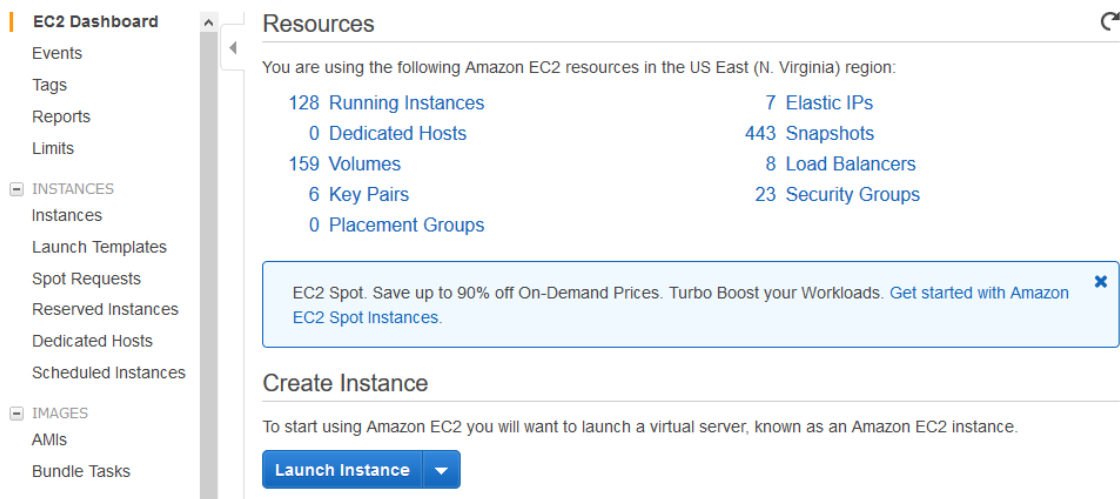 EC2 Dashboard
Events
Tags
Reports
Limits
INSTANCES
Instances
Launch Templates
Spot Requests
Reserved Instances
Dedicated Hosts
Scheduled Instances
IMAGES
AMIs
Bundle Tasks
Resources
You are using the following Amazon EC2 resources in the US East (N. Virginia) region:
128 Running Instances
0 Dedicated Hosts
159 Volumes
6 Key Pairs
0 Placement Groups
7 Elastic IPs
443 Snapshots
8 Load Balancers
23 Security Groups
EC2 Spot. Save up to 90% off On-Demand Prices. Turbo Boost your Workloads. Get started with Amazon
EC2 Spot Instances.
Create Instance
To start using Amazon EC2 you will want to launch a virtual server, known as an Amazon EC2 instance.
Launch Instance